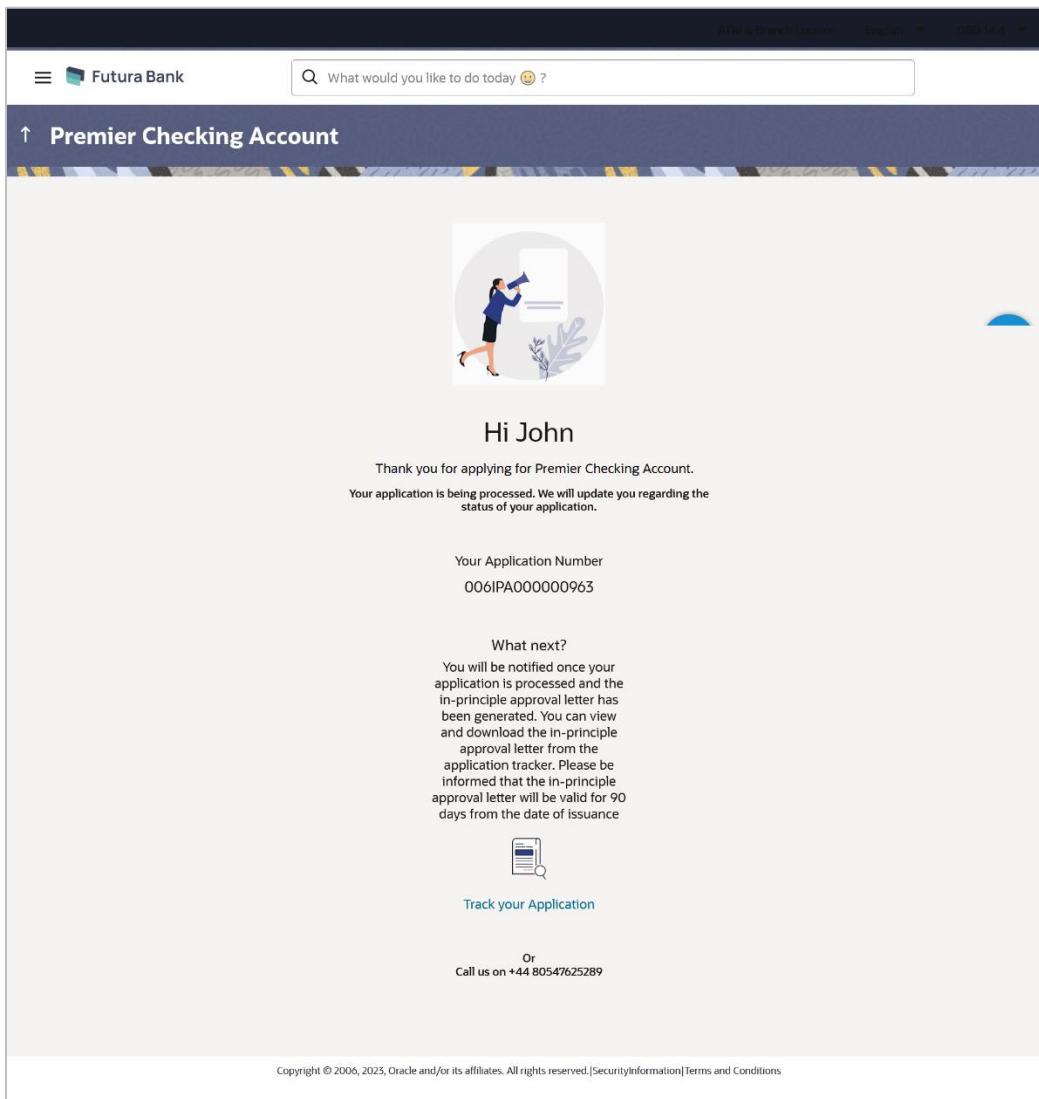 ATM & Branch Locator English
Futura Bank
What would you like to do today 🙂 ?
↑ Premier Checking Account
Hi John
Thank you for applying for Premier Checking Account.
Your application is being processed. We will update you regarding the
status of your application.
Your Application Number
006IPA000000963
What next?
You will be notified once your
application is processed and the
in-principle approval letter has
been generated. You can view
and download the in-principle
approval letter from the
application tracker. Please be
informed that the in-principle
approval letter will be valid for 90
days from the date of issuance
Track your Application
Or
Call us on +44 80547625289
Copyright © 2006, 2023, Oracle and/or its affiliates. All rights reserved.|SecurityInformation|Terms and Conditions